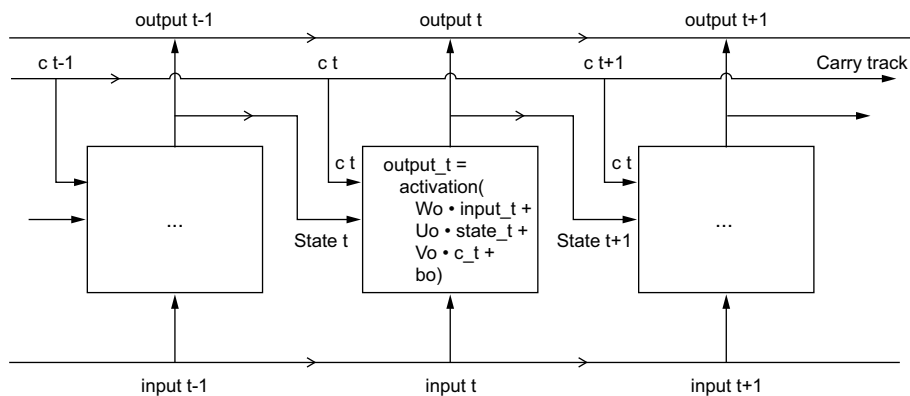 output t-1
output t
output t+1
c t-1
c t
c t+1
Carry track
c t
c t
...
output_t =
activation(
Wo • input_t +
Uo • state_t +
Vo • c_t +
bo)
...
State t
State t+1
input t-1
input t
input t+1